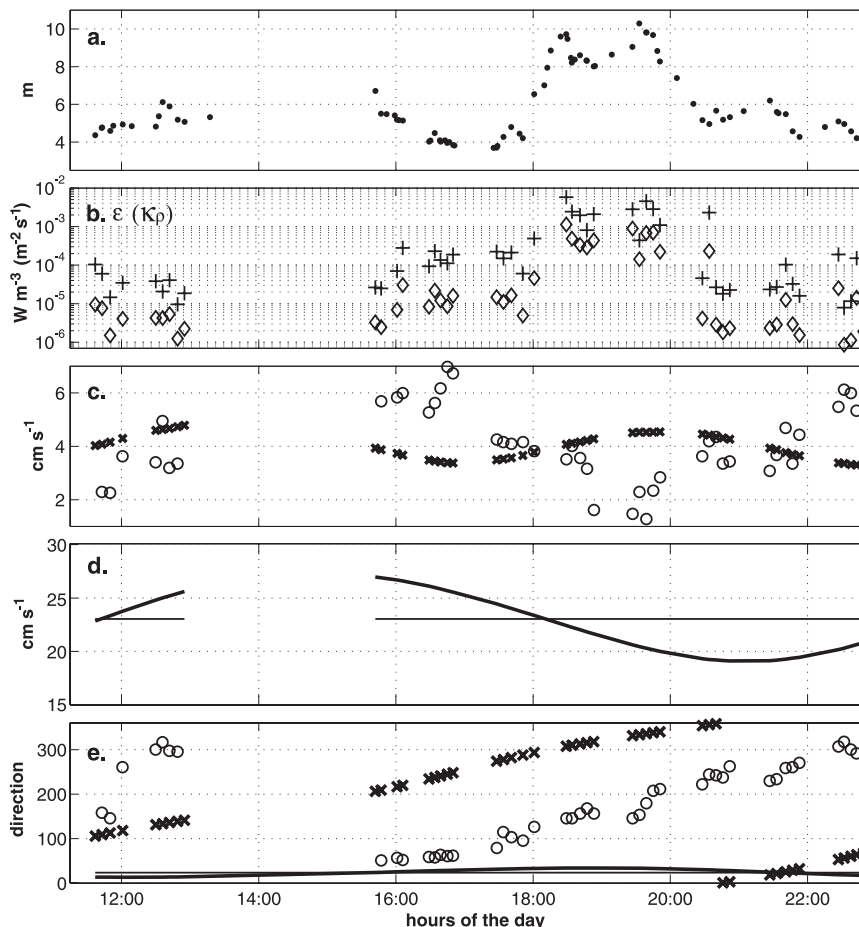 a.
10
8
6
4
m
b. ε (κρ)
10⁻²
10⁻³
10⁻⁴
10⁻⁵
10⁻⁶
W m⁻³ (m⁻² s⁻¹)
c.
6
4
2
cm s⁻¹
d.
30
25
20
15
cm s⁻¹
e.
300
200
100
0
direction
12:00 14:00 16:00 18:00 20:00 22:00
hours of the day